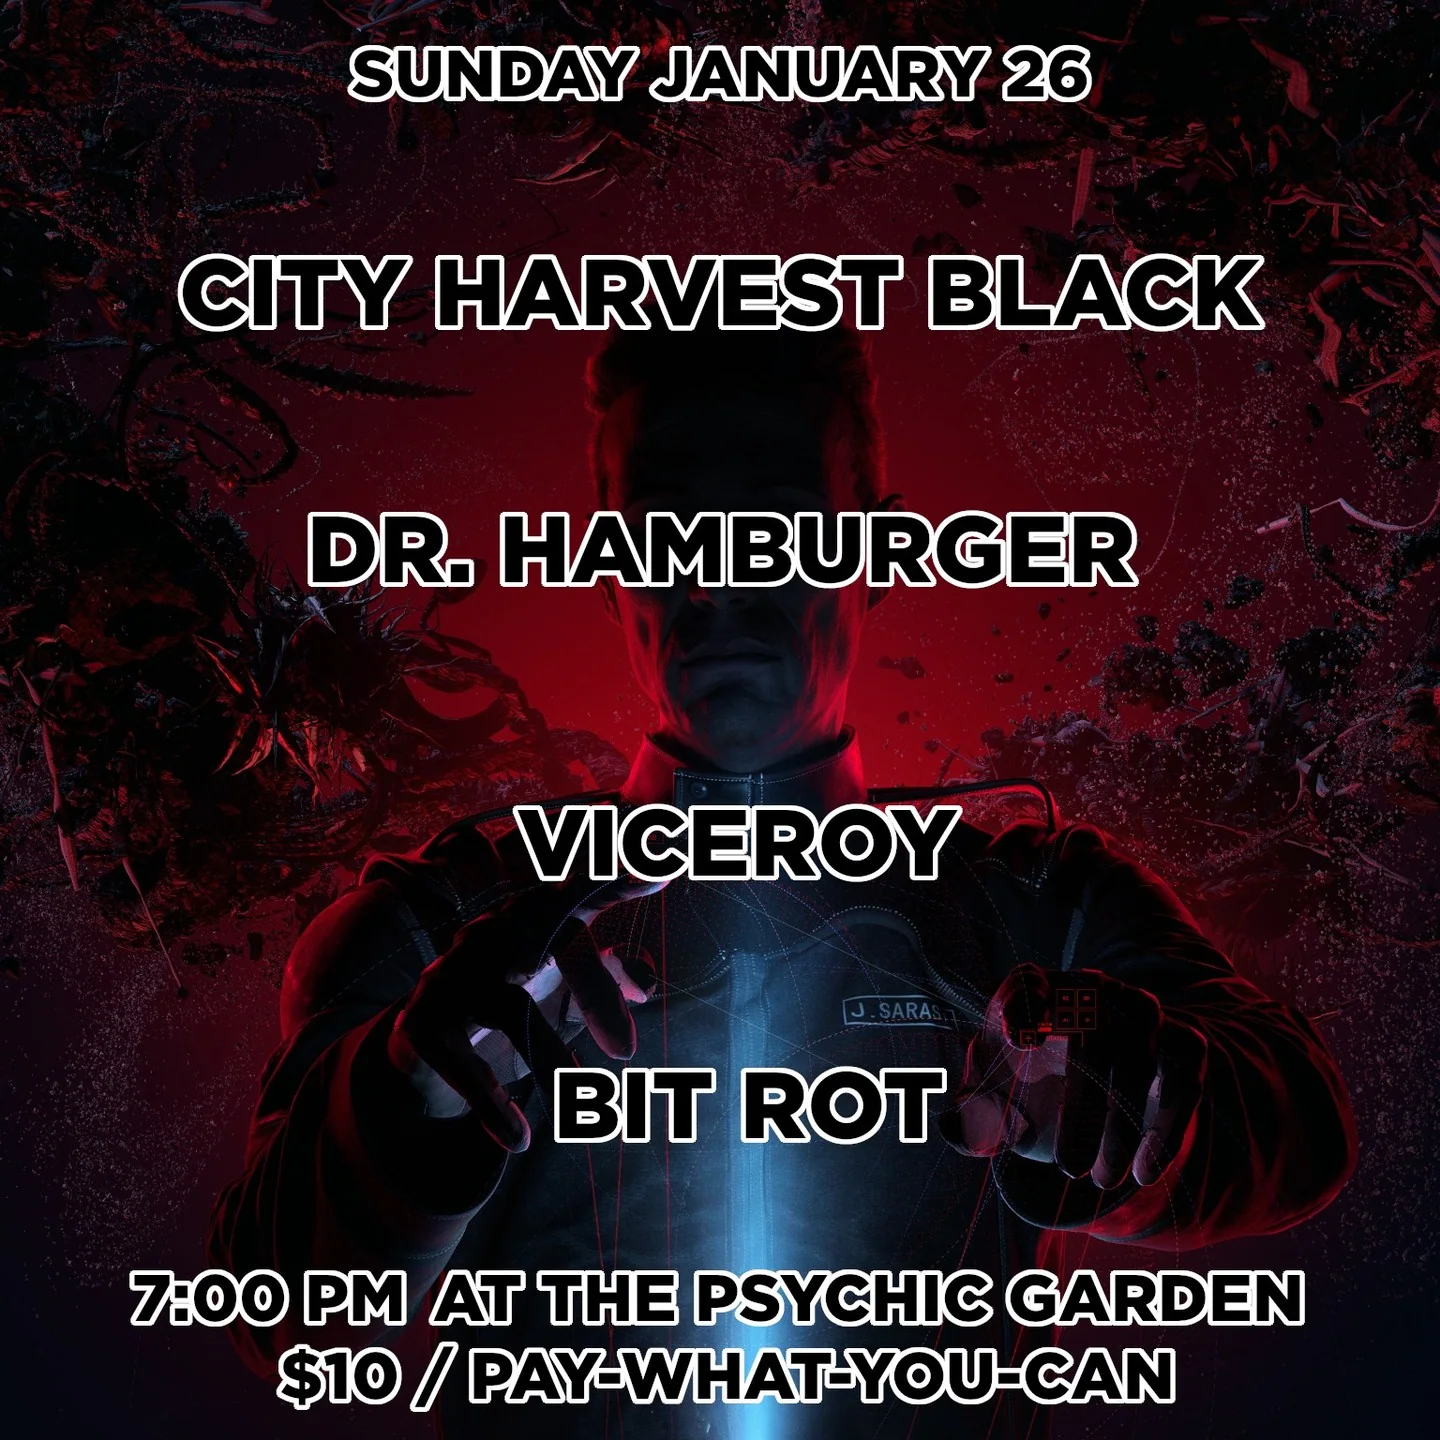 SUNDAY JANUARY 26
CITY HARVEST BLACK
DR. HAMBURGER
VICEROY
J. SARAS
BIT ROT
7:00 PM AT THE PSYCHIC GARDEN
$10 / PAY-WHAT-YOU-CAN